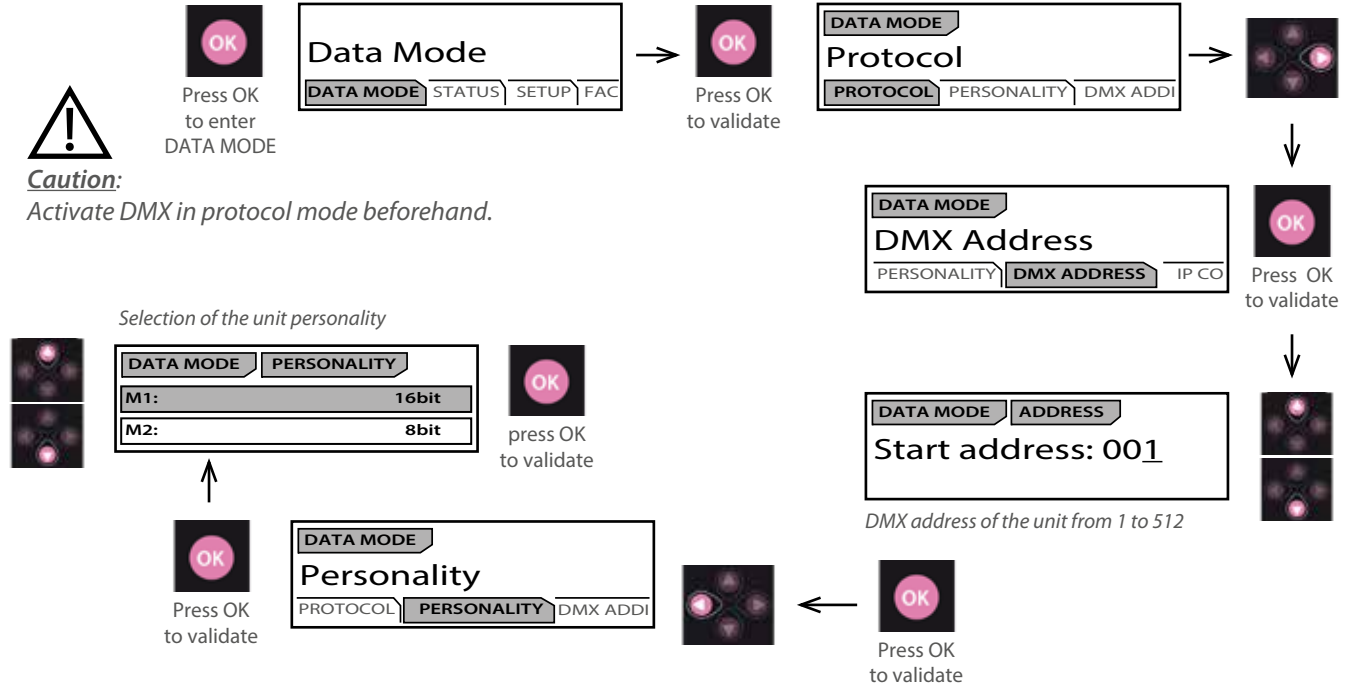 OK
Press OK
to enter
DATA MODE
Data Mode
DATA MODE STATUS SETUP FAC
OK
Press OK
to validate
DATA MODE
Protocol
PROTOCOL PERSONALITY DMX ADDI
Caution:
Activate DMX in protocol mode beforehand.
DATA MODE
DMX Address
PERSONALITY DMX ADDRESS IP CO
OK
Press OK
to validate
DATA MODE ADDRESS
Start address: 001
DMX address of the unit from 1 to 512
OK
Press OK
to validate
DATA MODE
Personality
PROTOCOL PERSONALITY DMX ADDI
OK
Press OK
to validate
Selection of the unit personality
DATA MODE PERSONALITY
M1: 16bit
M2: 8bit
OK
press OK
to validate